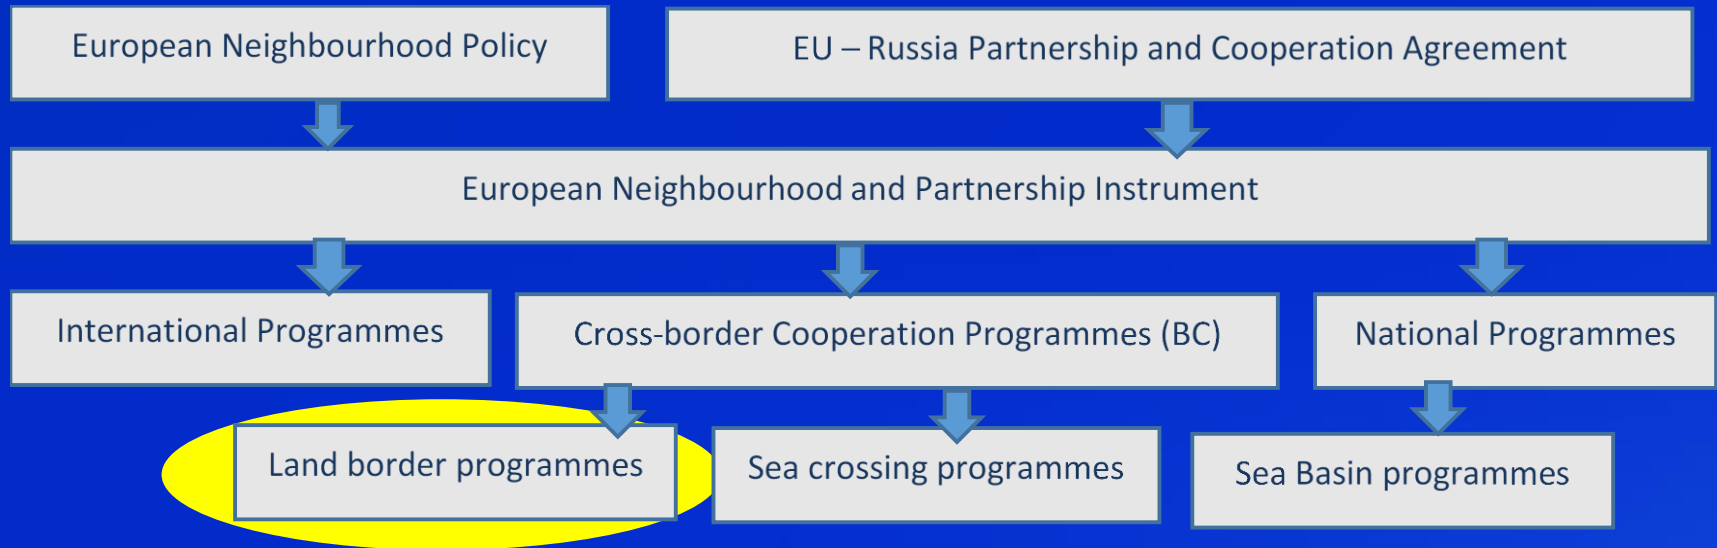 European Neighbourhood Policy
EU – Russia Partnership and Cooperation Agreement
European Neighbourhood and Partnership Instrument
International Programmes
Cross-border Cooperation Programmes (BC)
National Programmes
Land border programmes
Sea crossing programmes
Sea Basin programmes